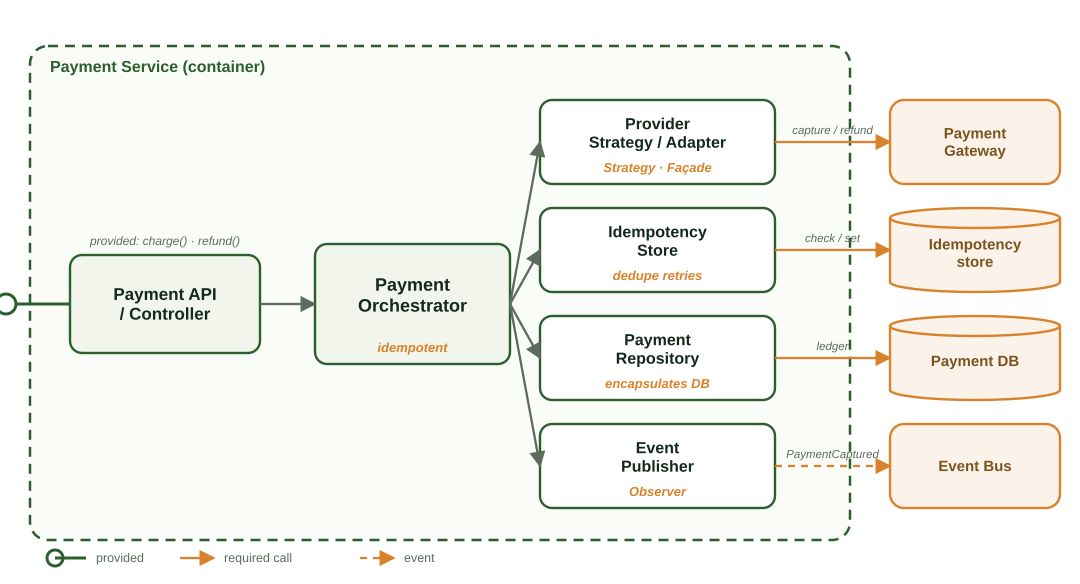 Payment Service (container)
Provider
Strategy / Adapter
Strategy · Façade
capture / refund
Payment
Gateway
Idempotency
Store
dedupe retries
check / set
Idempotency
store
provided: charge() · refund()
Payment API
/ Controller
Payment
Orchestrator
idempotent
Payment
Repository
encapsulates DB
ledger
Payment DB
Event
Publisher
Observer
PaymentCaptured
Event Bus
provided
required call
event